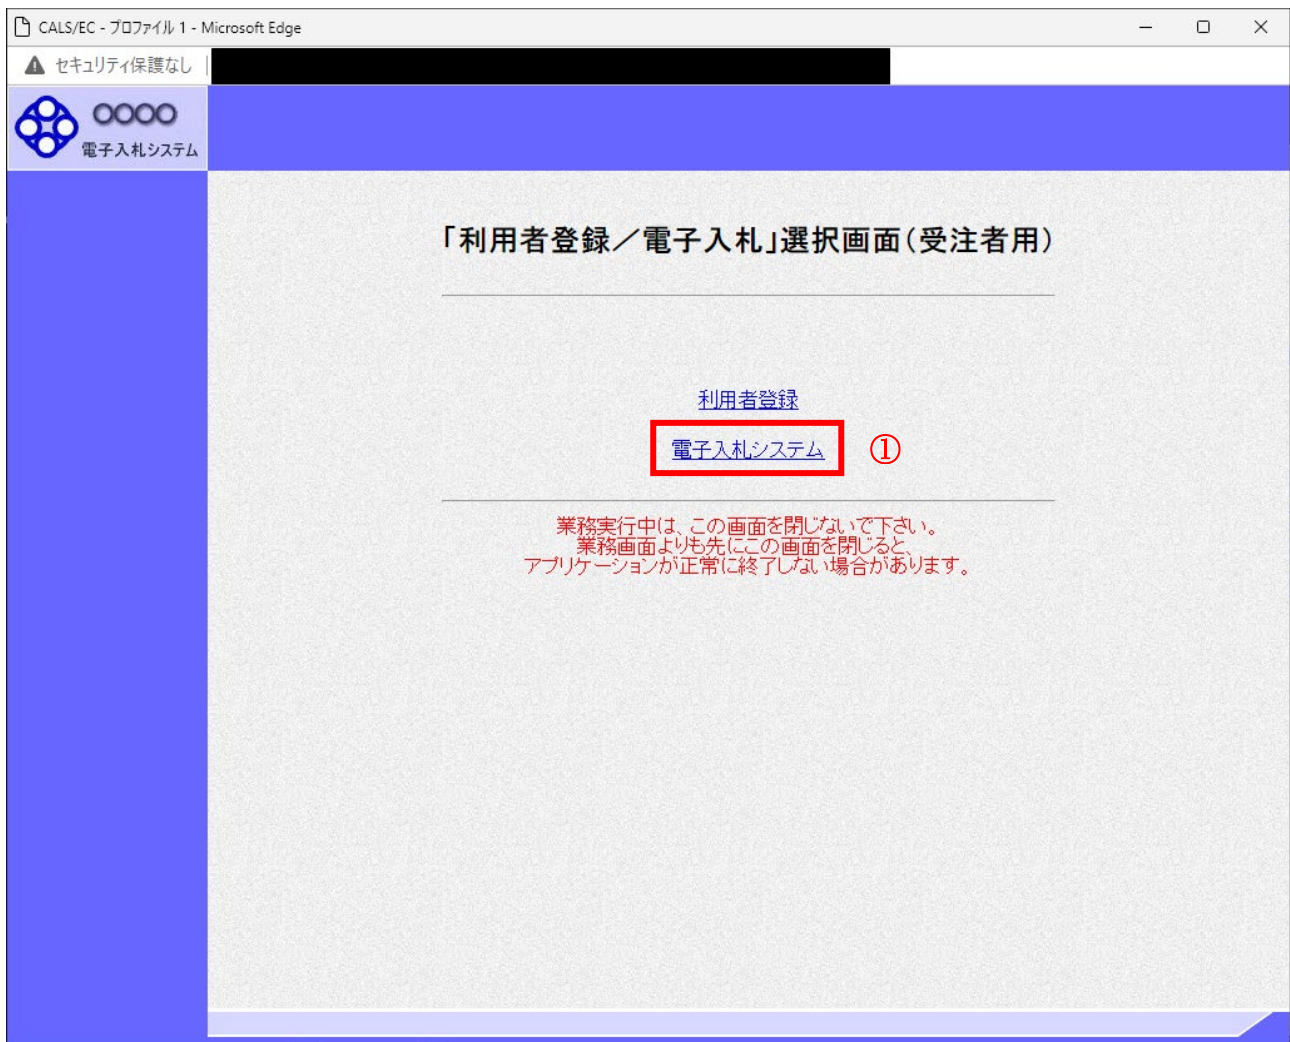 CALS/EC - プロファイル 1 - Microsoft Edge
セキュリティ保護なし
○○○○
電子入札システム
「利用者登録／電子入札」選択画面（受注者用）
利用者登録
電子入札システム ①
業務実行中は、この画面を閉じないで下さい。
業務画面よりも先にこの画面を閉じると、
アプリケーションが正常に終了しない場合があります。